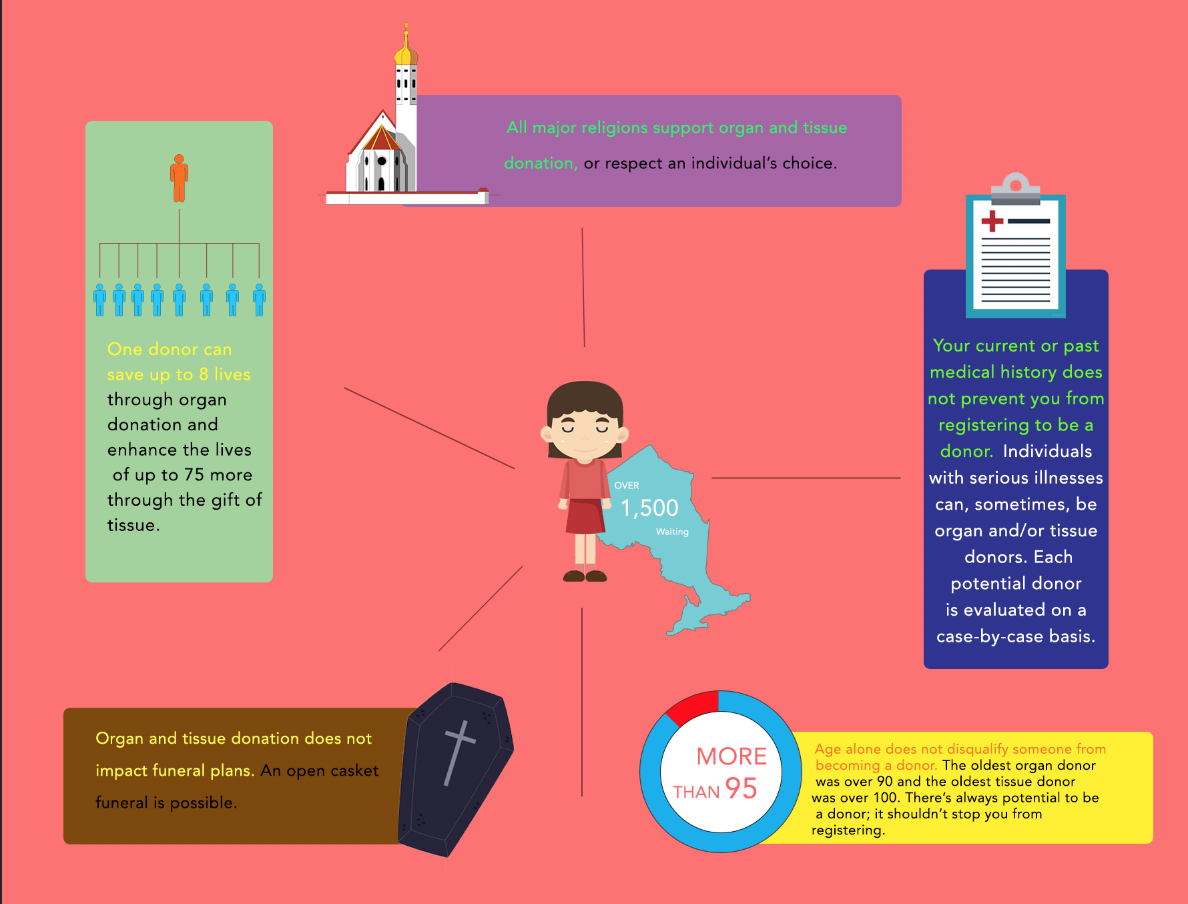 All major religions support organ and tissue
donation, or respect an individual's choice.
One donor can
save up to 8 lives
through organ
donation and
enhance the lives
of up to 75 more
through the gift of
tissue.
Your current or past
medical history does
not prevent you from
registering to be a
donor. Individuals
with serious illnesses
can, sometimes, be
organ and/or tissue
donors. Each
potential donor
is evaluated on a
case-by-case basis.
OVER
1,500
Waiting
Organ and tissue donation does not
impact funeral plans. An open casket
funeral is possible.
MORE
THAN 95
Age alone does not disqualify someone from
becoming a donor. The oldest organ donor
was over 90 and the oldest tissue donor
was over 100. There's always potential to be
a donor; it shouldn't stop you from
registering.